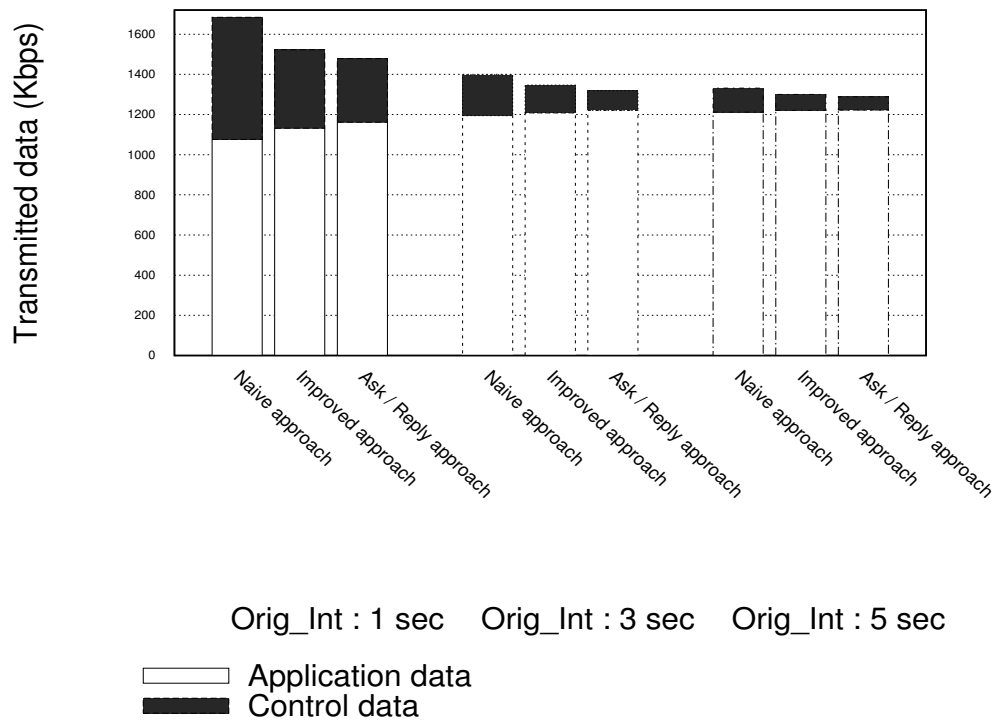 Transmitted data (Kbps)
1600
1400
1200
1000
800
600
400
200
0
Naive approach
Improved approach
Ask / Reply approach
Naive approach
Improved approach
Ask / Reply approach
Naive approach
Improved approach
Ask / Reply approach
Orig_Int : 1 sec Orig_Int : 3 sec Orig_Int : 5 sec
Application data
Control data